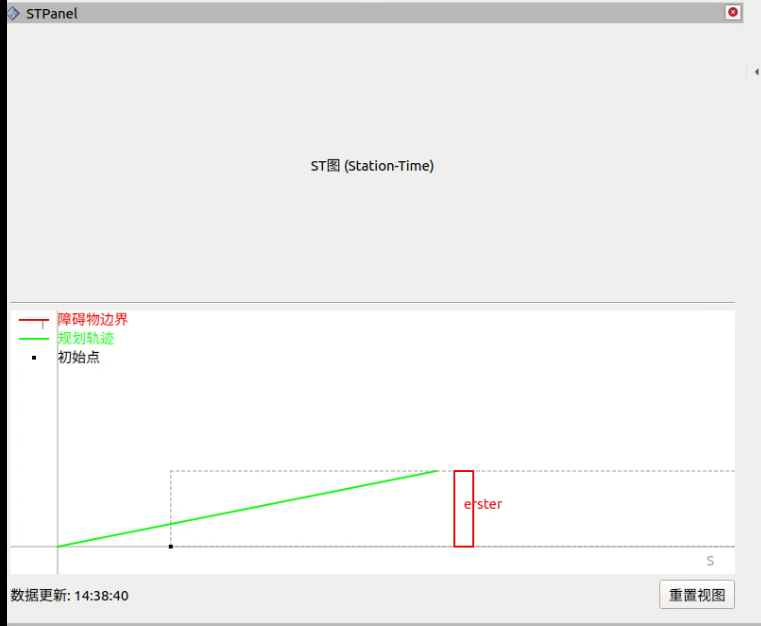 STPanel
ST图 (Station-Time)
T
障碍物边界
规划轨迹
初始点
erster
S
数据更新: 14:38:40
重置视图